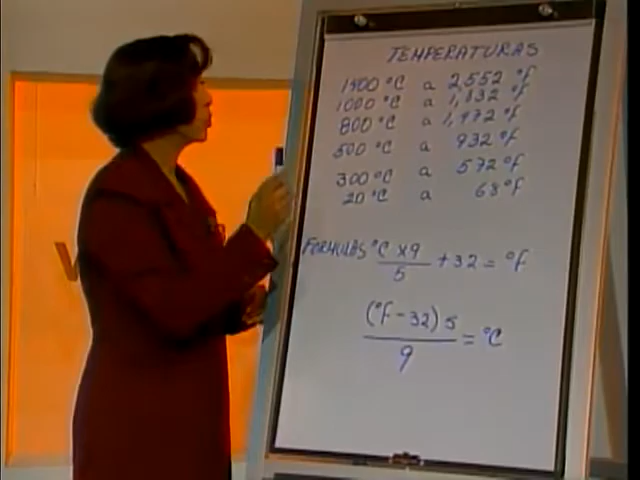 TEMPERATURAS
1400°C a 2,552 °F
1000°C a 1,832 °F
800°C a 1,472 °F
500°C a 932 °F
300°C a 572 °F
20°C a 68°F
FORMULAS °C x 9 / 5 + 32 = °F
(°F - 32) 5 / 9 = °C